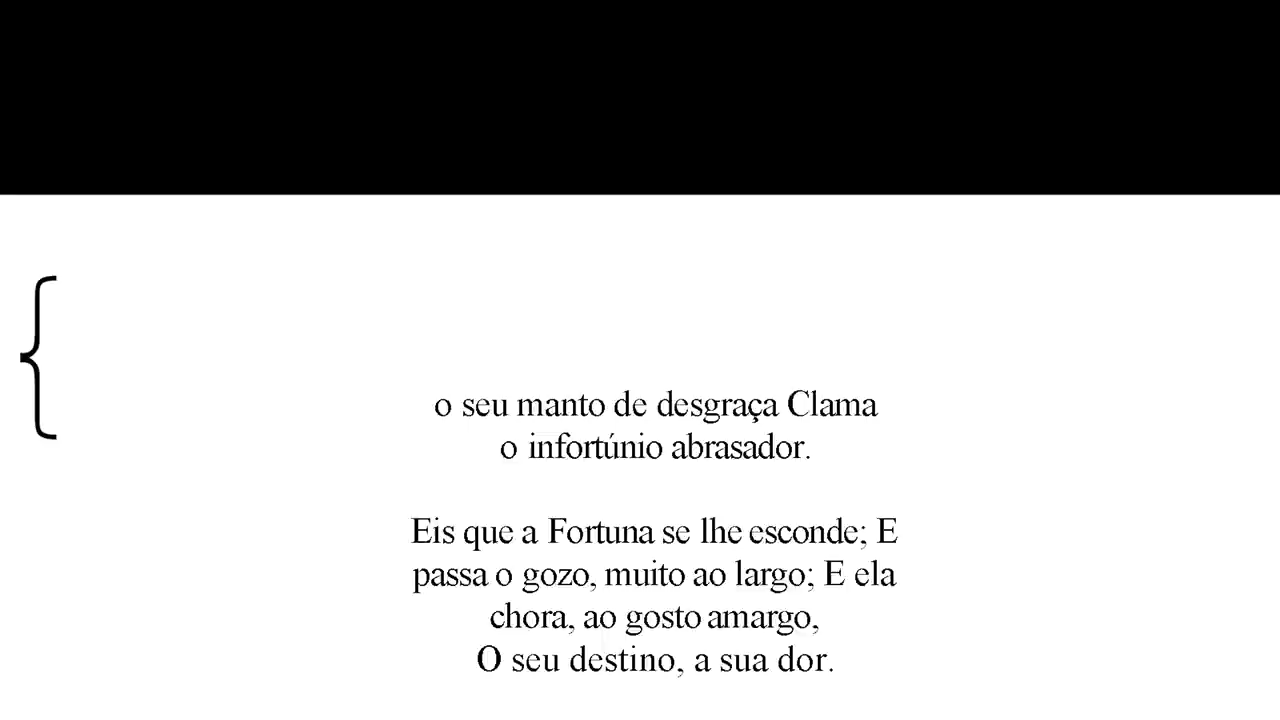 o seu manto de desgraça Clama
o infortúnio abrasador.
Eis que a Fortuna se lhe esconde; E
passa o gozo, muito ao largo; E ela
chora, ao gosto amargo,
O seu destino, a sua dor.